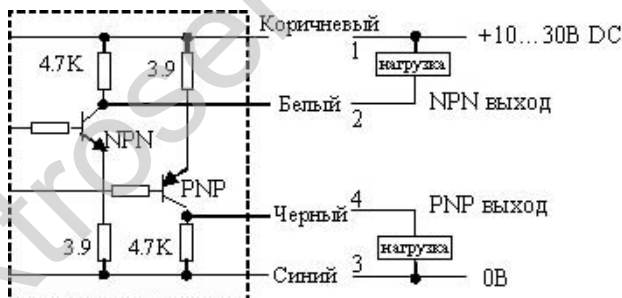 Коричневый
1
+10...30В DC
4.7K
3.9
нагрузка
Белый
2
NPN выход
NPN
PNP
4
PNP выход
Черный
3.9
4.7K
нагрузка
Синий
3
0В